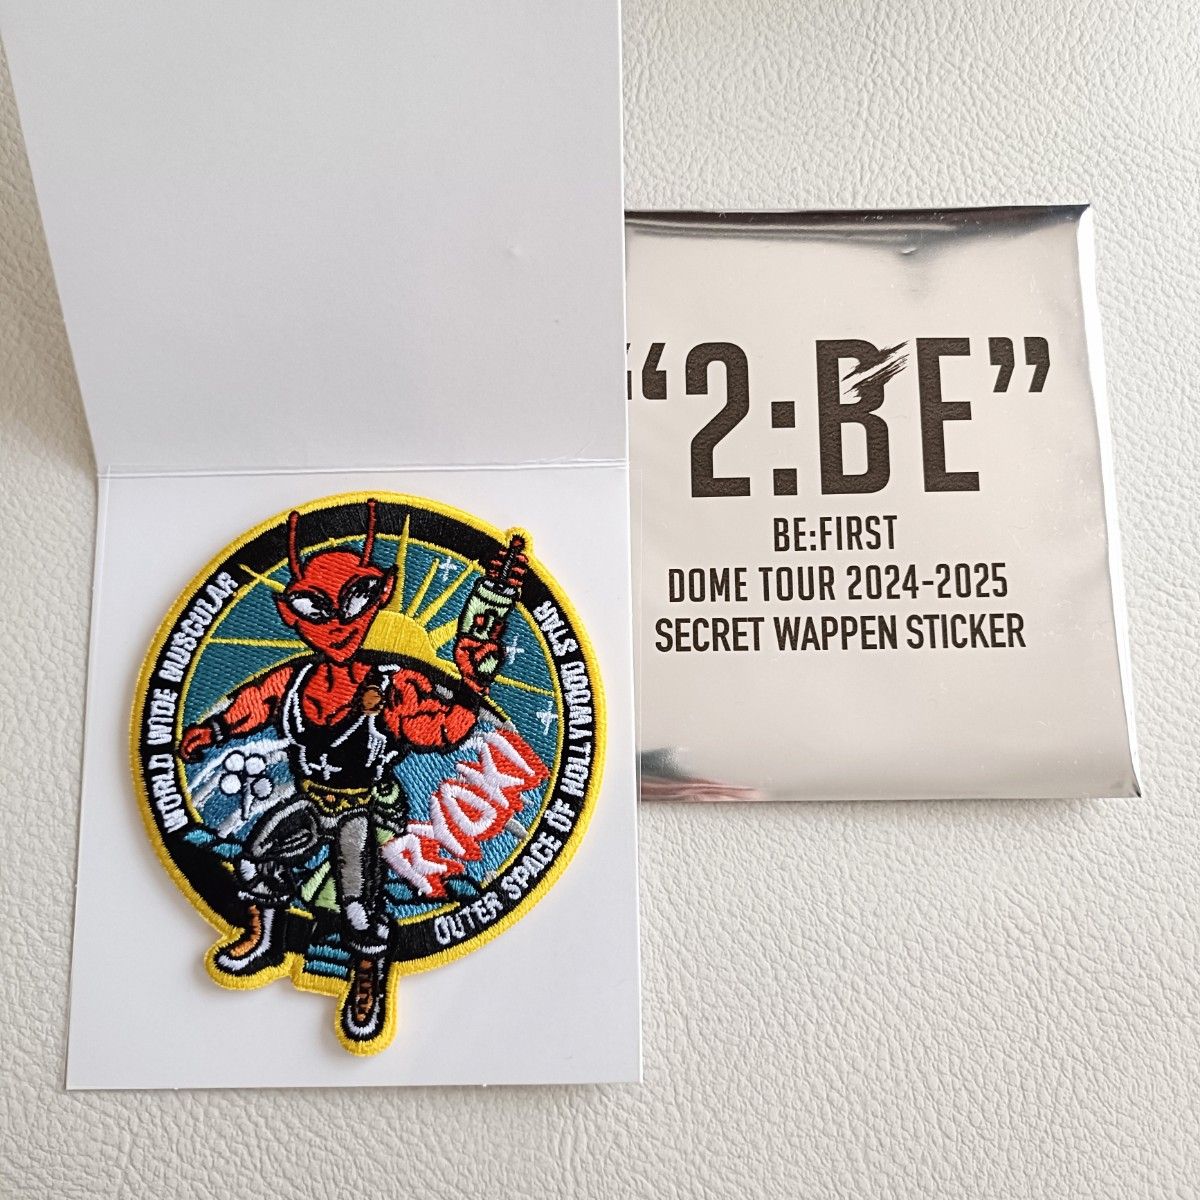 WORLD WIDE MUSCULAR
OUTER SPACE OF HOLLYWOOD STAR
RYOKI
“2:BE”
BE:FIRST
DOME TOUR 2024-2025
SECRET WAPPEN STICKER